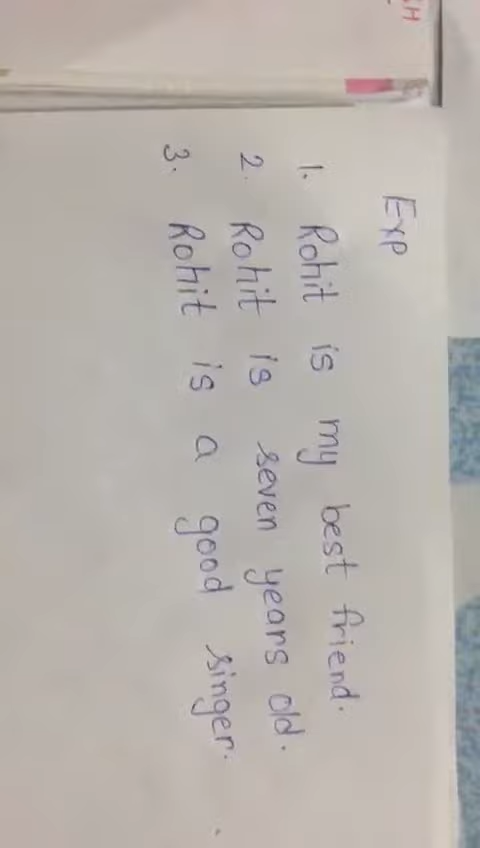 Exp
1. Rohit is my best friend.
2. Rohit is seven years old.
3. Rohit is a good singer.